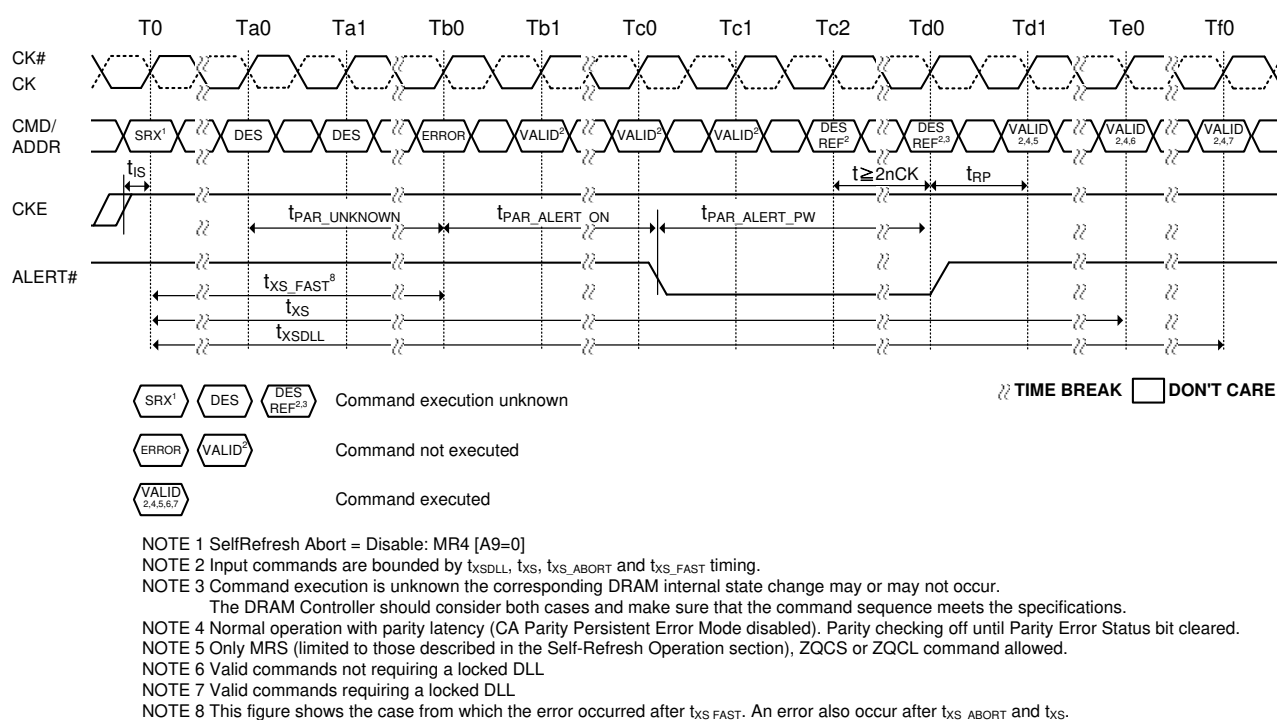 T0 Ta0 Ta1 Tb0 Tb1 Tc0 Tc1 Tc2 Td0 Td1 Te0 Tf0
CK#
CK
CMD/
ADDR
SRX¹ DES DES ERROR VALID² VALID² VALID² DES REF² DES REF²,³ VALID 2,4,5 VALID 2,4,6 VALID 2,4,7
tIS
t≧2nCK tRP
CKE
tPAR_UNKNOWN tPAR_ALERT_ON tPAR_ALERT_PW
ALERT#
tXS_FAST⁸
tXS
tXSDLL
SRX¹ DES DES REF²,³ Command execution unknown
TIME BREAK DON'T CARE
ERROR VALID² Command not executed
VALID 2,4,5,6,7 Command executed
NOTE 1 SelfRefresh Abort = Disable: MR4 [A9=0]
NOTE 2 Input commands are bounded by tXSDLL, tXS, tXS_ABORT and tXS_FAST timing.
NOTE 3 Command execution is unknown the corresponding DRAM internal state change may or may not occur.
The DRAM Controller should consider both cases and make sure that the command sequence meets the specifications.
NOTE 4 Normal operation with parity latency (CA Parity Persistent Error Mode disabled). Parity checking off until Parity Error Status bit cleared.
NOTE 5 Only MRS (limited to those described in the Self-Refresh Operation section), ZQCS or ZQCL command allowed.
NOTE 6 Valid commands not requiring a locked DLL
NOTE 7 Valid commands requiring a locked DLL
NOTE 8 This figure shows the case from which the error occurred after tXS FAST. An error also occur after tXS ABORT and tXS.